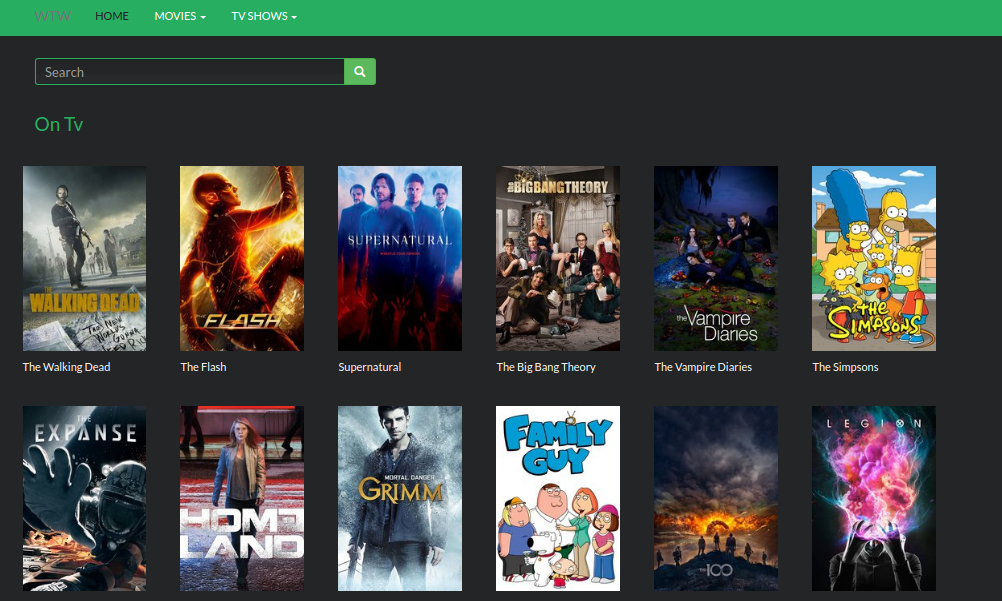 WTW HOME MOVIES TV SHOWS
Search
On Tv
THE
WALKING DEAD
THE FLASH
SUPERNATURAL
THE BIG BANG THEORY
the Vampire
Diaries
THE SIMPSONS
The Walking Dead The Flash Supernatural The Big Bang Theory The Vampire Diaries The Simpsons
THE
EXPANSE
HOMELAND
MORTAL DANGER
GRIMM
FAMILY
GUY
THE 100
LEGION